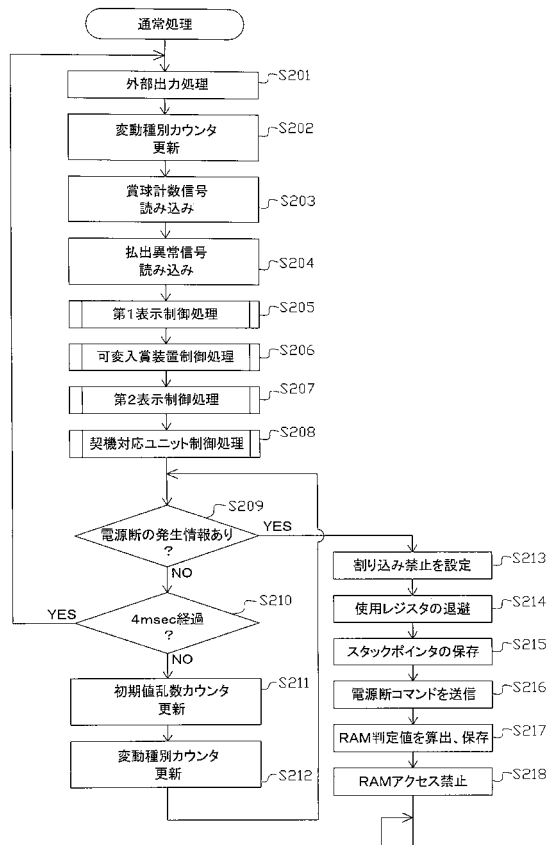 通常処理
外部出力処理
S201
変動種別カウンタ
更新
S202
賞球計数信号
読み込み
S203
払出異常信号
読み込み
S204
第1表示制御処理
S205
可変入賞装置制御処理
S206
第2表示制御処理
S207
契機対応ユニット制御処理
S208
電源断の発生情報あり
?
S209
YES
NO
4msec経過
?
S210
YES
NO
初期値乱数カウンタ
更新
S211
変動種別カウンタ
更新
S212
割り込み禁止を設定
S213
使用レジスタの退避
S214
スタックポインタの保存
S215
電源断コマンドを送信
S216
RAM判定値を算出、保存
S217
RAMアクセス禁止
S218